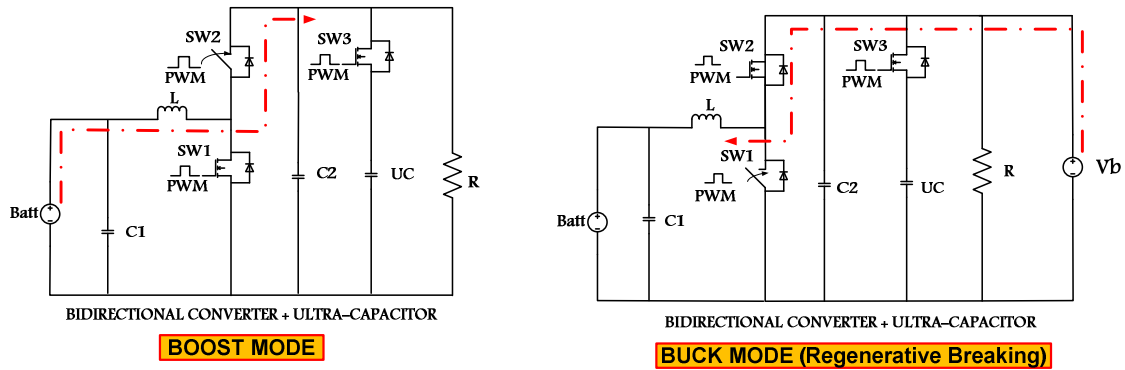 SW2
SW3
PWM
PWM
L
SW1
PWM
C2
UC
R
Batt
C1
BIDIRECTIONAL CONVERTER + ULTRA-CAPACITOR
BOOST MODE
SW2
SW3
PWM
PWM
L
SW1
PWM
C2
UC
R
Vb
Batt
C1
BIDIRECTIONAL CONVERTER + ULTRA-CAPACITOR
BUCK MODE (Regenerative Breaking)